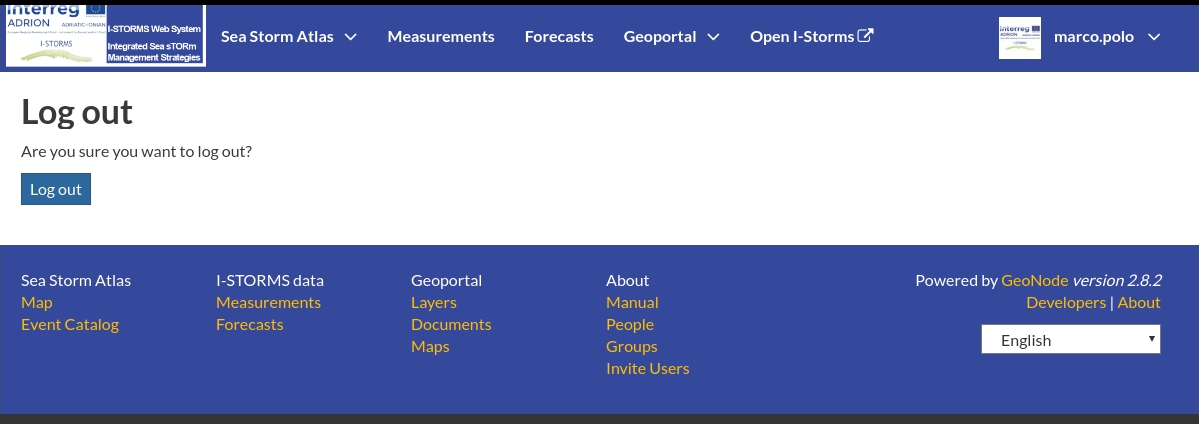 Interreg
ADRION
ADRIATIC-IONIAN
I-STORMS
I-STORMS Web System
Integrated Sea sTORm
Management Strategies
Sea Storm Atlas
Measurements
Forecasts
Geoportal
Open I-Storms
marco.polo
Log out
Are you sure you want to log out?
Log out
Sea Storm Atlas
Map
Event Catalog
I-STORMS data
Measurements
Forecasts
Geoportal
Layers
Documents
Maps
About
Manual
People
Groups
Invite Users
Powered by GeoNode version 2.8.2
Developers | About
English